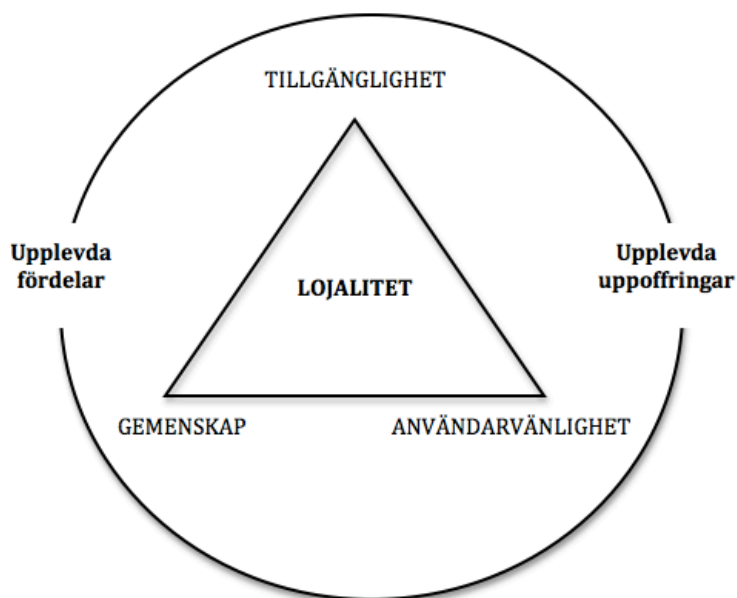 TILLGÄNGLIGHET
Upplevda
fördelar
Upplevda
uppoffringar
LOJALITET
GEMENSKAP
ANVÄNDARVÄNLIGHET